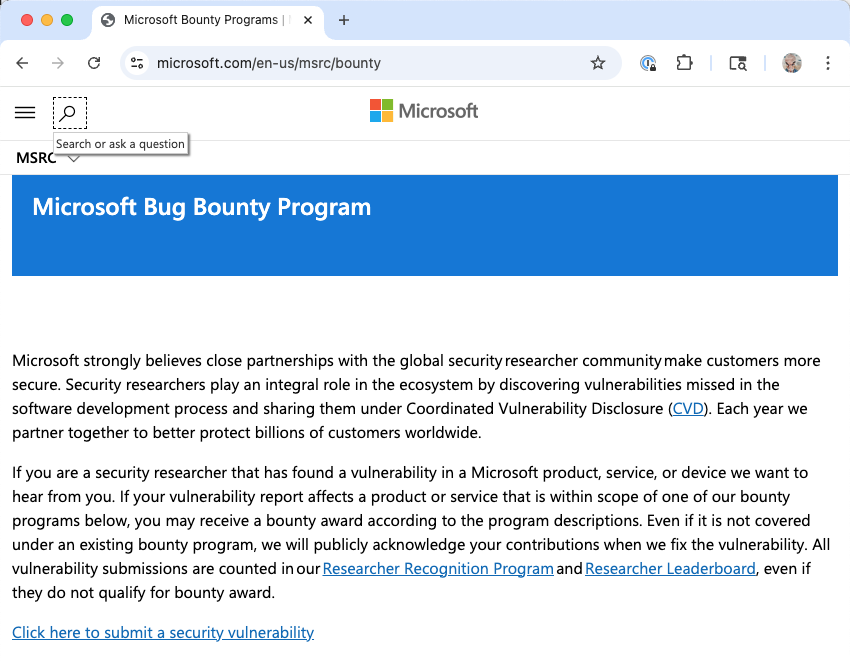 Microsoft Bounty Programs |
microsoft.com/en-us/msrc/bounty
Microsoft
Search or ask a question
MSRC
Microsoft Bug Bounty Program
Microsoft strongly believes close partnerships with the global security researcher community make customers more
secure. Security researchers play an integral role in the ecosystem by discovering vulnerabilities missed in the
software development process and sharing them under Coordinated Vulnerability Disclosure (CVD). Each year we
partner together to better protect billions of customers worldwide.
If you are a security researcher that has found a vulnerability in a Microsoft product, service, or device we want to
hear from you. If your vulnerability report affects a product or service that is within scope of one of our bounty
programs below, you may receive a bounty award according to the program descriptions. Even if it is not covered
under an existing bounty program, we will publicly acknowledge your contributions when we fix the vulnerability. All
vulnerability submissions are counted in our Researcher Recognition Program and Researcher Leaderboard, even if
they do not qualify for bounty award.
Click here to submit a security vulnerability